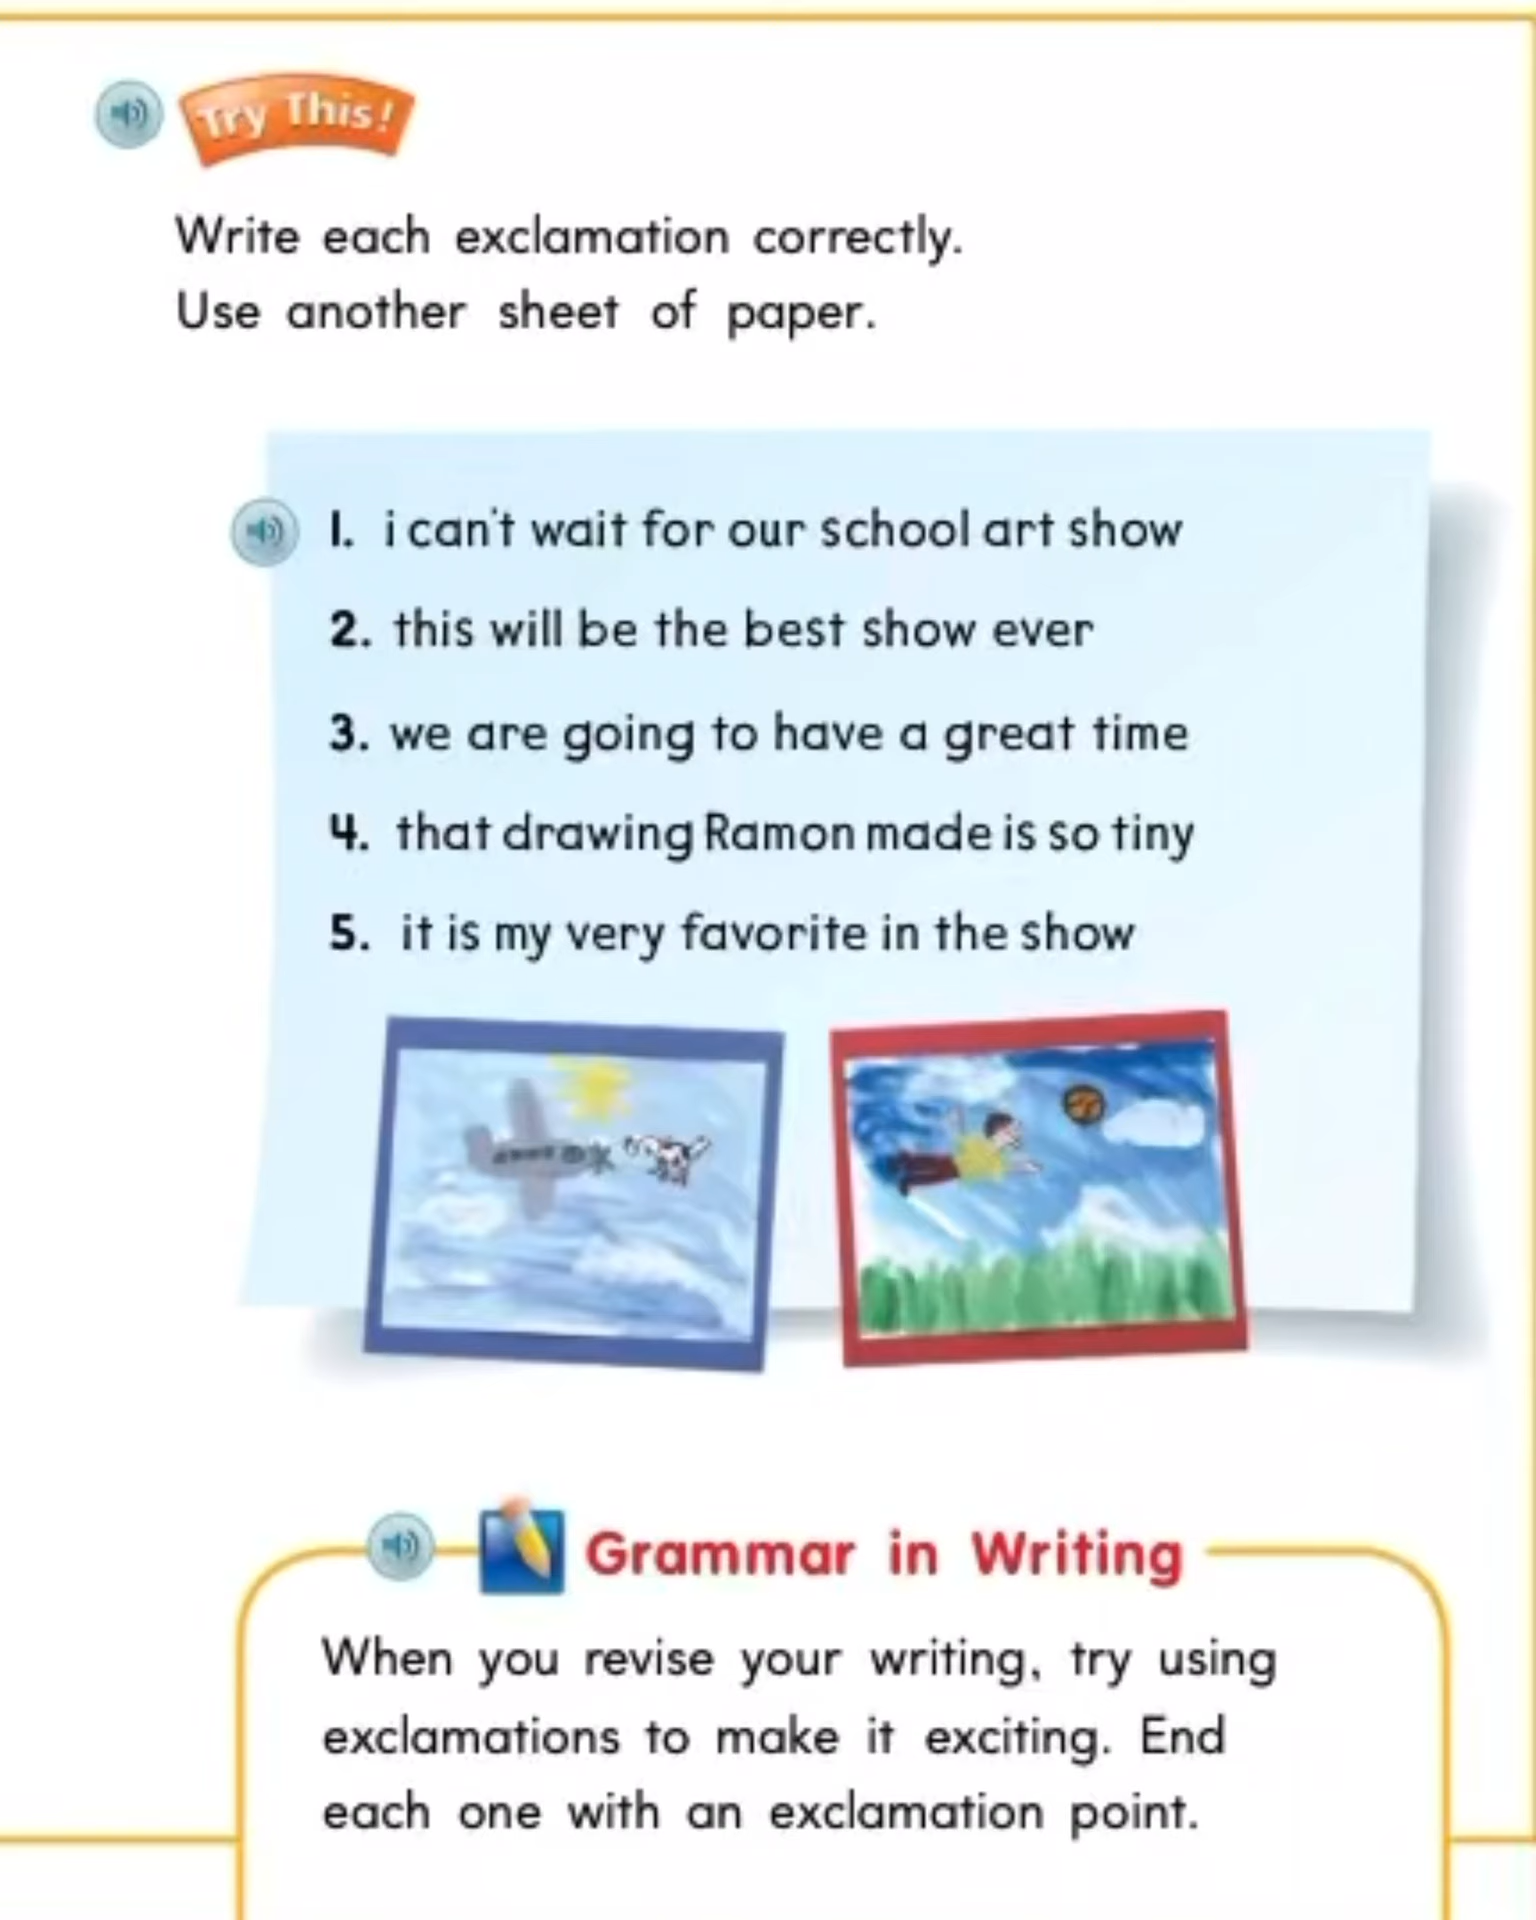 Try This!
Write each exclamation correctly.
Use another sheet of paper.
1. i can't wait for our school art show
2. this will be the best show ever
3. we are going to have a great time
4. that drawing Ramon made is so tiny
5. it is my very favorite in the show
Grammar in Writing
When you revise your writing, try using
exclamations to make it exciting. End
each one with an exclamation point.